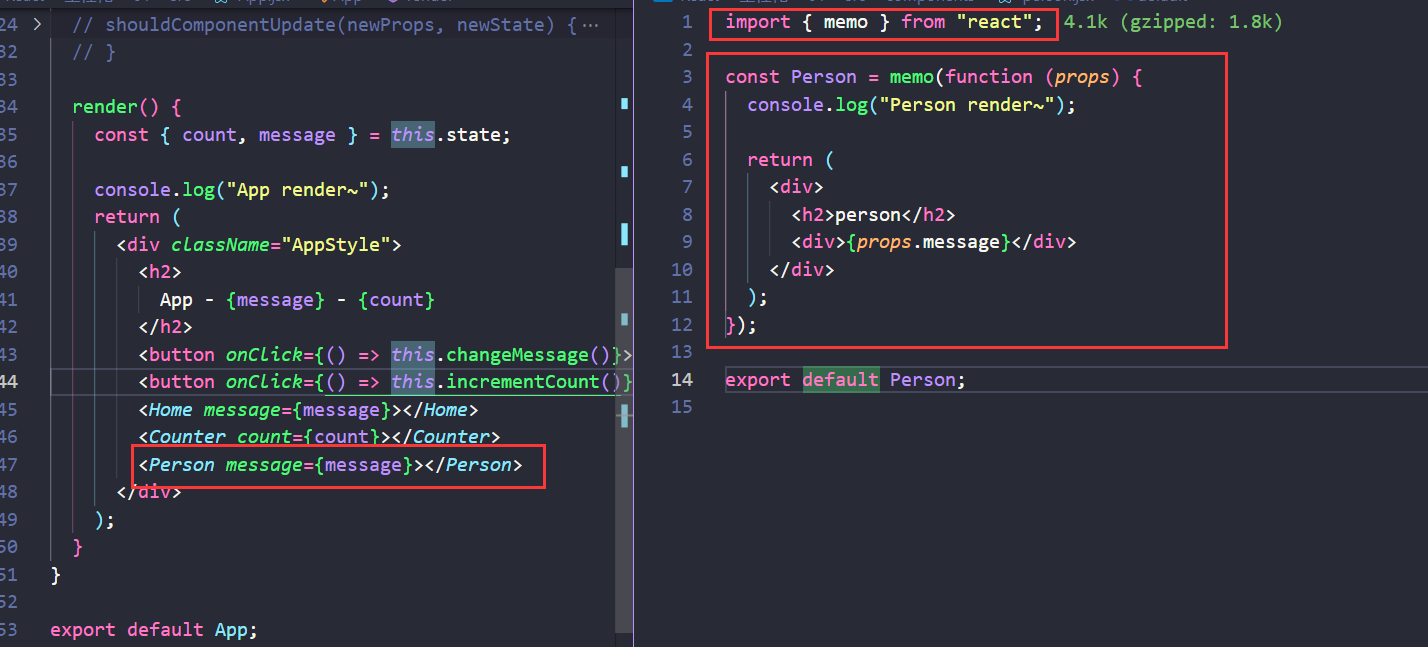 24 > // shouldComponentUpdate(newProps, newState) {⋯
32 // }
33
34 render() {
35 const { count, message } = this.state;
36
37 console.log("App render~");
38 return (
39 <div className="AppStyle">
40 <h2>
41 App - {message} - {count}
42 </h2>
43 <button onClick={() => this.changeMessage()}>
44 <button onClick={() => this.incrementCount()}
45 <Home message={message}></Home>
46 <Counter count={count}></Counter>
47 <Person message={message}></Person>
48 </div>
49 );
50 }
51 }
52
53 export default App;
1 import { memo } from "react"; 4.1k (gzipped: 1.8k)
2
3 const Person = memo(function (props) {
4 console.log("Person render~");
5
6 return (
7 <div>
8 <h2>person</h2>
9 <div>{props.message}</div>
10 </div>
11 );
12 });
13
14 export default Person;
15